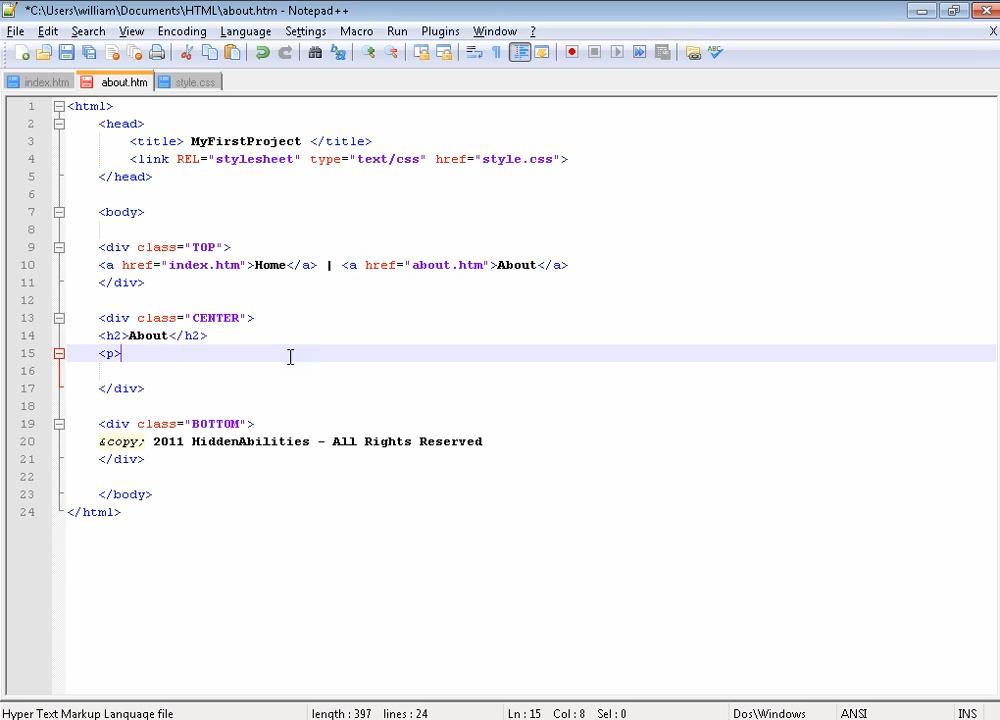 *C:\Users\william\Documents\HTML\about.htm - Notepad++
File Edit Search View Encoding Language Settings Macro Run Plugins Window ? X
index.htm about.htm style.css
1 <html>
2 <head>
3 <title> MyFirstProject </title>
4 <link REL="stylesheet" type="text/css" href="style.css">
5 </head>
6
7 <body>
8
9 <div class="TOP">
10 <a href="index.htm">Home</a> | <a href="about.htm">About</a>
11 </div>
12
13 <div class="CENTER">
14 <h2>About</h2>
15 <p>
16
17 </div>
18
19 <div class="BOTTOM">
20 &copy; 2011 HiddenAbilities - All Rights Reserved
21 </div>
22
23 </body>
24 </html>
Hyper Text Markup Language file length : 397 lines : 24 Ln : 15 Col : 8 Sel : 0 Dos\Windows ANSI INS